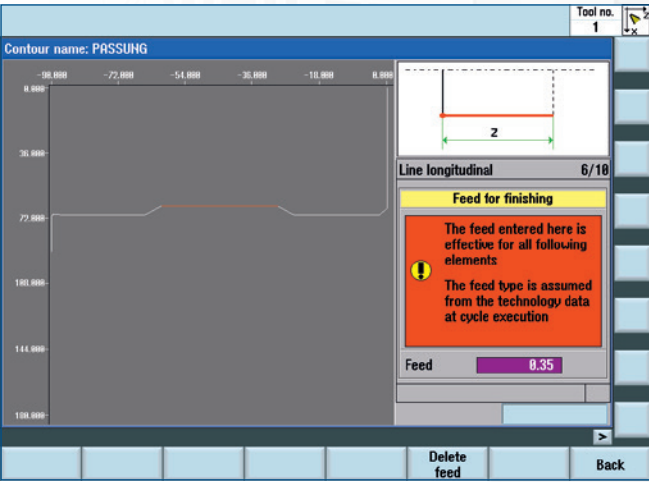 Tool no.
1
Z
X
Contour name: PASSUNG
-90.000 -72.000 -54.000 -36.000 -18.000 0.000
0.000
36.000
72.000
108.000
144.000
180.000
Z
Line longitudinal 6/10
Feed for finishing
The feed entered here is
effective for all following
elements
!
The feed type is assumed
from the technology data
at cycle execution
Feed 0.35
>
Delete
feed
Back